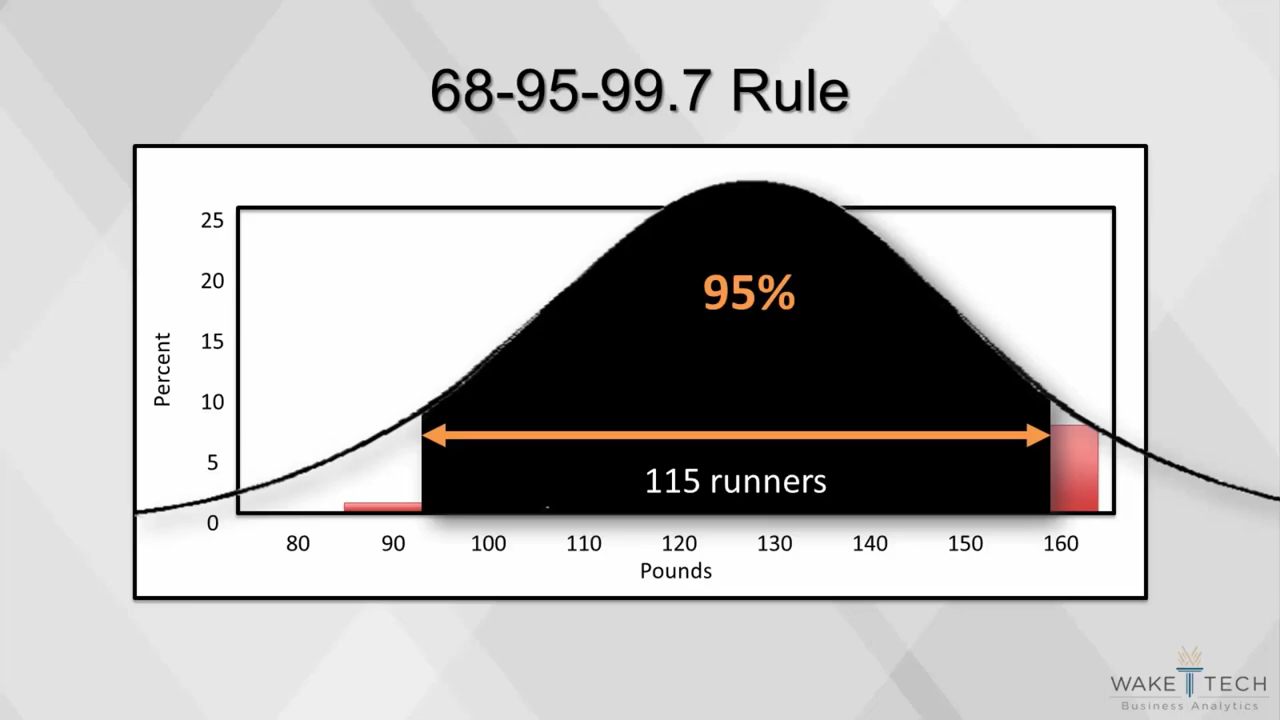 68-95-99.7 Rule
25
20
15
10
5
0
Percent
95%
115 runners
80 90 100 110 120 130 140 150 160
Pounds
WAKE TECH
Business Analytics